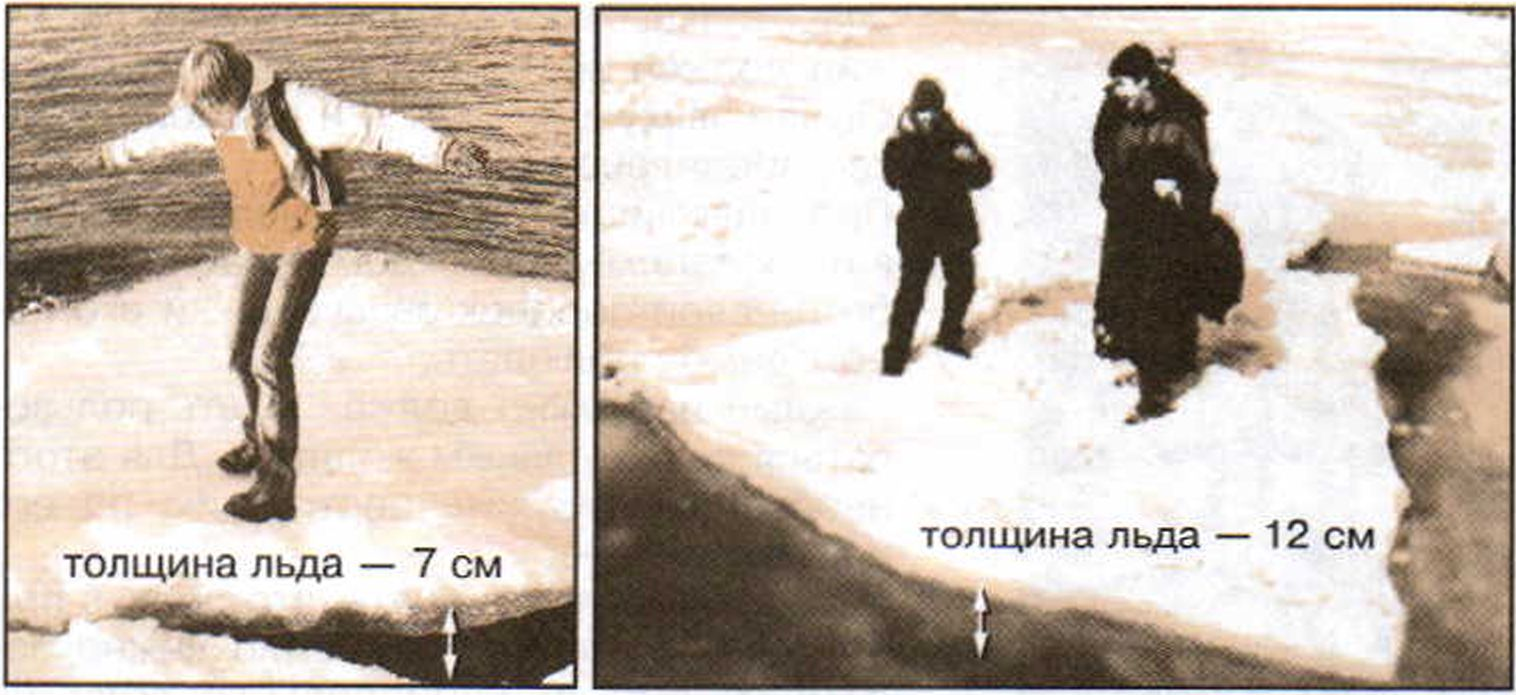 толщина льда — 7 см
толщина льда — 12 см